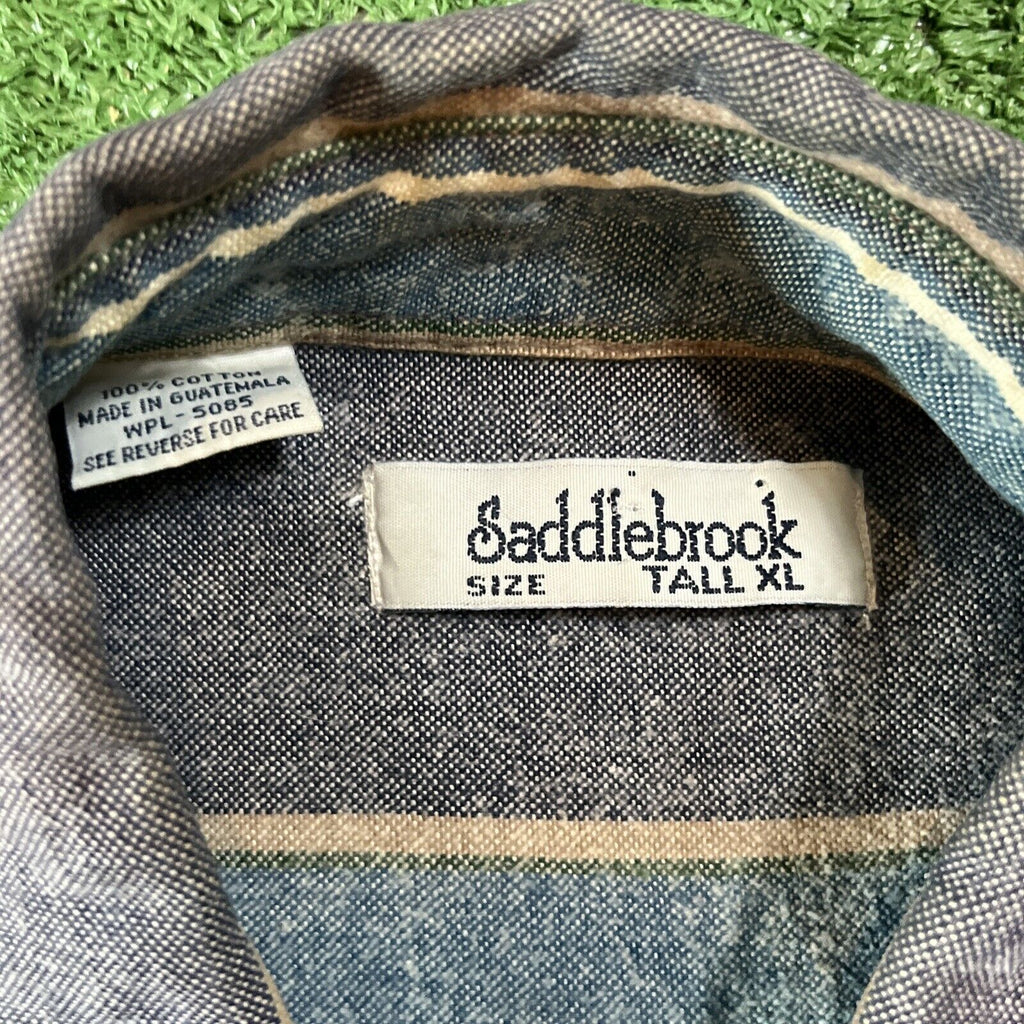 100% COTTON
MADE IN GUATEMALA
WPL - 5085
SEE REVERSE FOR CARE
Saddlebrook
SIZE TALL XL